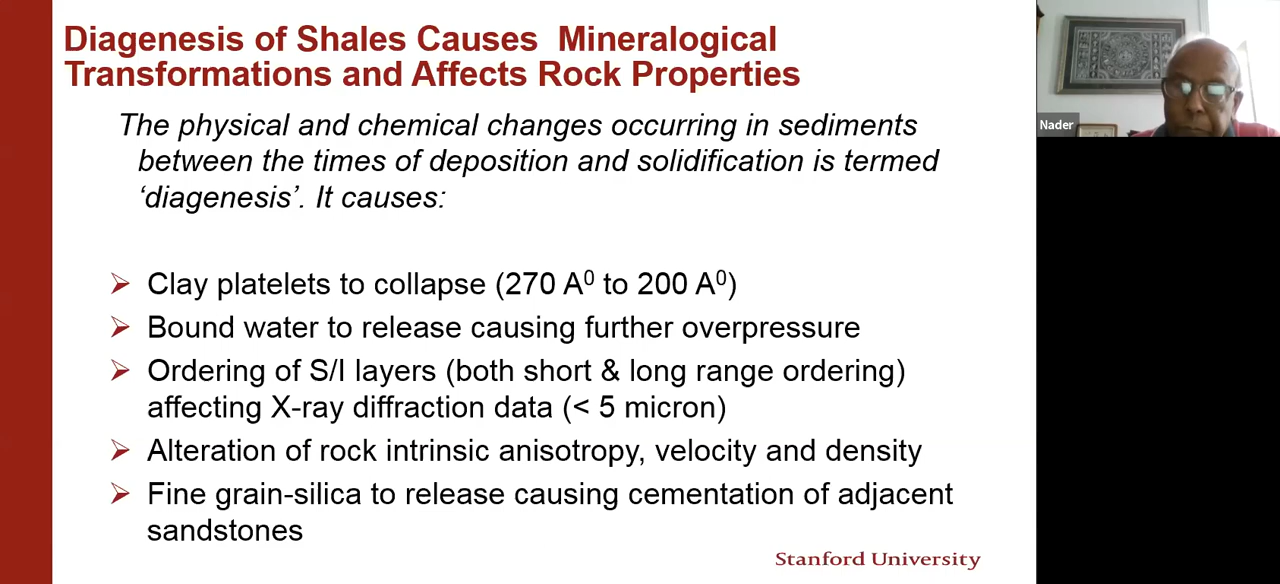 Diagenesis of Shales Causes Mineralogical
Transformations and Affects Rock Properties
The physical and chemical changes occurring in sediments
between the times of deposition and solidification is termed
‘diagenesis’. It causes:
➢ Clay platelets to collapse (270 A⁰ to 200 A⁰)
➢ Bound water to release causing further overpressure
➢ Ordering of S/I layers (both short & long range ordering)
affecting X-ray diffraction data (< 5 micron)
➢ Alteration of rock intrinsic anisotropy, velocity and density
➢ Fine grain-silica to release causing cementation of adjacent
sandstones
Stanford University
Nader